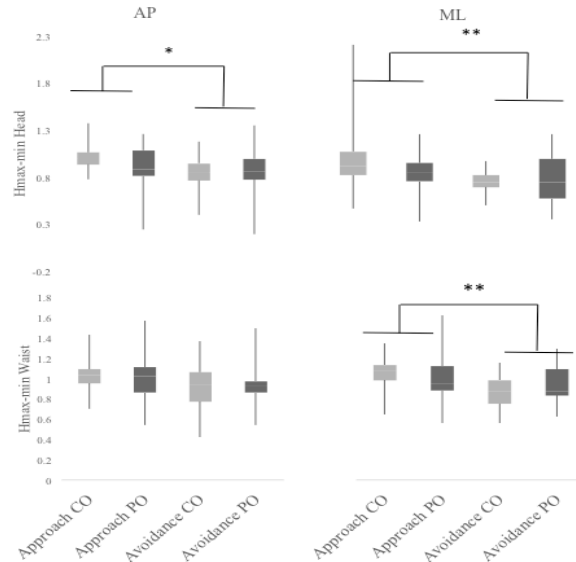 AP
ML
*
**
Hmax-min Head
2.3
1.8
1.3
0.8
0.3
-0.2
**
Hmax-min Waist
1.8
1.6
1.4
1.2
1
0.8
0.6
0.4
0.2
0
Approach CO
Approach PO
Avoidance CO
Avoidance PO
Approach CO
Approach PO
Avoidance CO
Avoidance PO